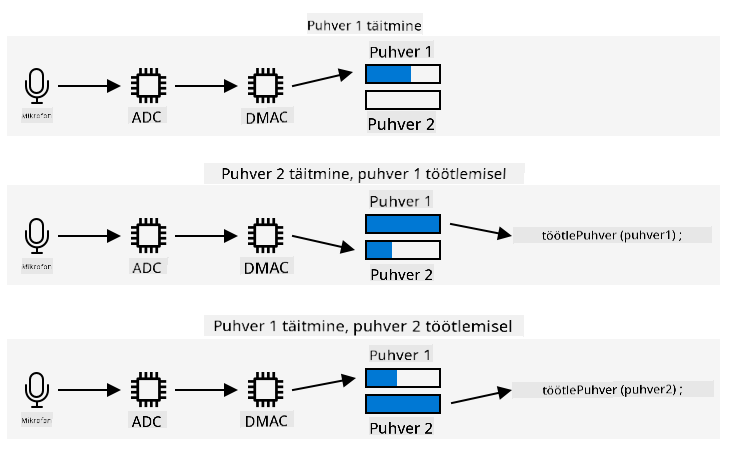 Puhver 1 täitmine
Puhver 1
Mikrofon
ADC
DMAC
Puhver 2
Puhver 2 täitmine, puhver 1 töötlemisel
Puhver 1
töötlePuhver (puhver1) ;
Mikrofon
ADC
DMAC
Puhver 2
Puhver 1 täitmine, puhver 2 töötlemisel
Puhver 1
töötlePuhver (puhver2) ;
Mikrofon
ADC
DMAC
Puhver 2